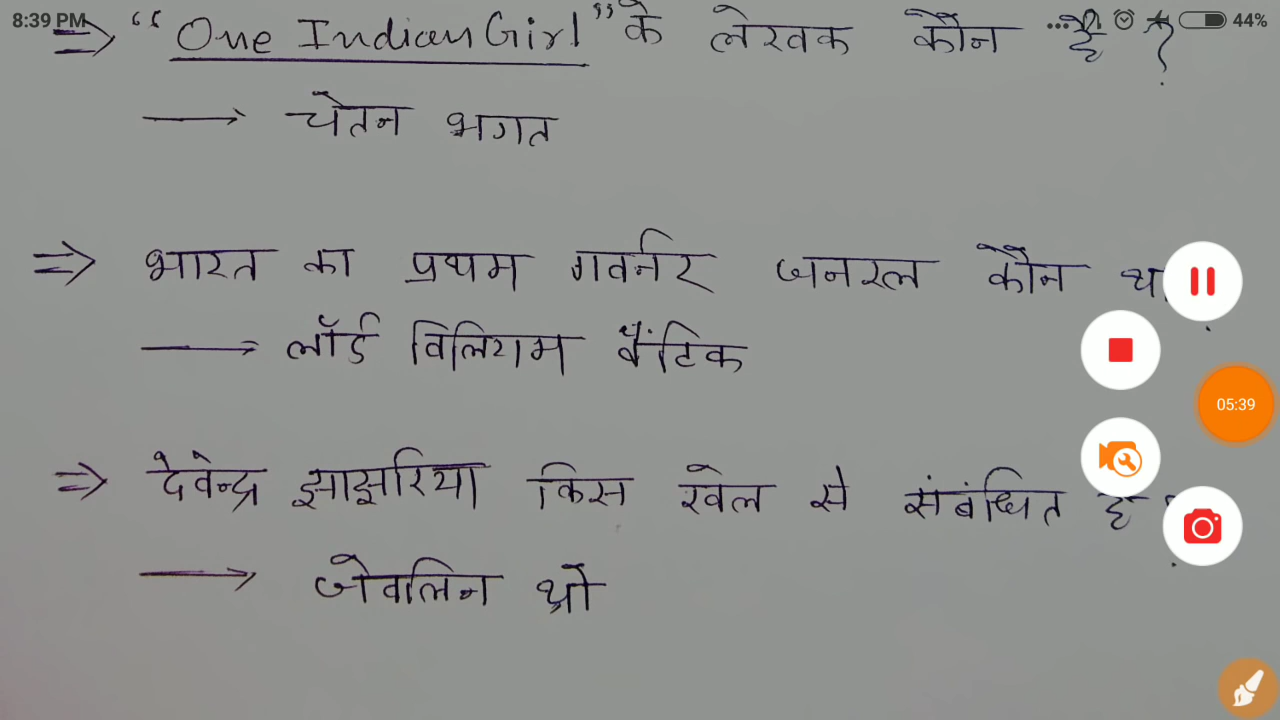 8:39 PM
44%
⇒ “One Indian Girl” के लेखक कौन है ?
→ चेतन भगत
⇒ भारत का प्रथम गवर्नर जनरल कौन था
→ लॉर्ड विलियम बैंटिक
05:39
⇒ देवेन्द्र झाझरिया किस खेल से संबंधित है ?
→ जेवलिन थ्रो